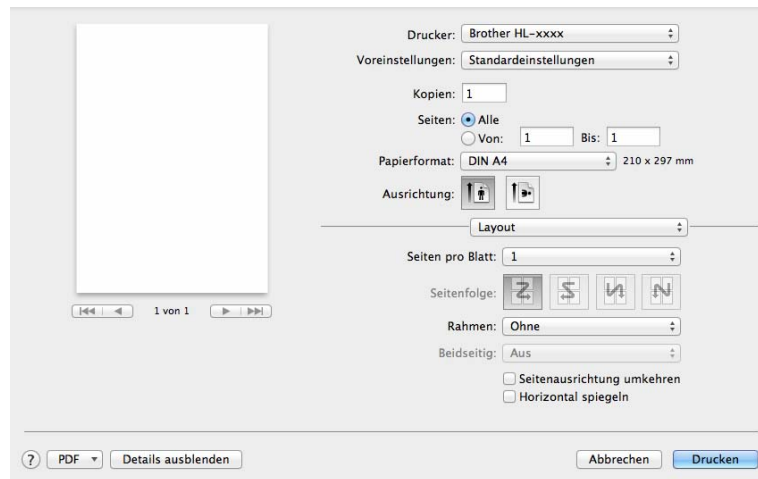 Drucker: Brother HL-xxxx
Voreinstellungen: Standardeinstellungen
Kopien: 1
Seiten: Alle
Von: 1 Bis: 1
Papierformat: DIN A4 210 x 297 mm
Ausrichtung:
Layout
Seiten pro Blatt: 1
Seitenfolge:
Rahmen: Ohne
Beidseitig: Aus
Seitenausrichtung umkehren
Horizontal spiegeln
1 von 1
? PDF Details ausblenden Abbrechen Drucken